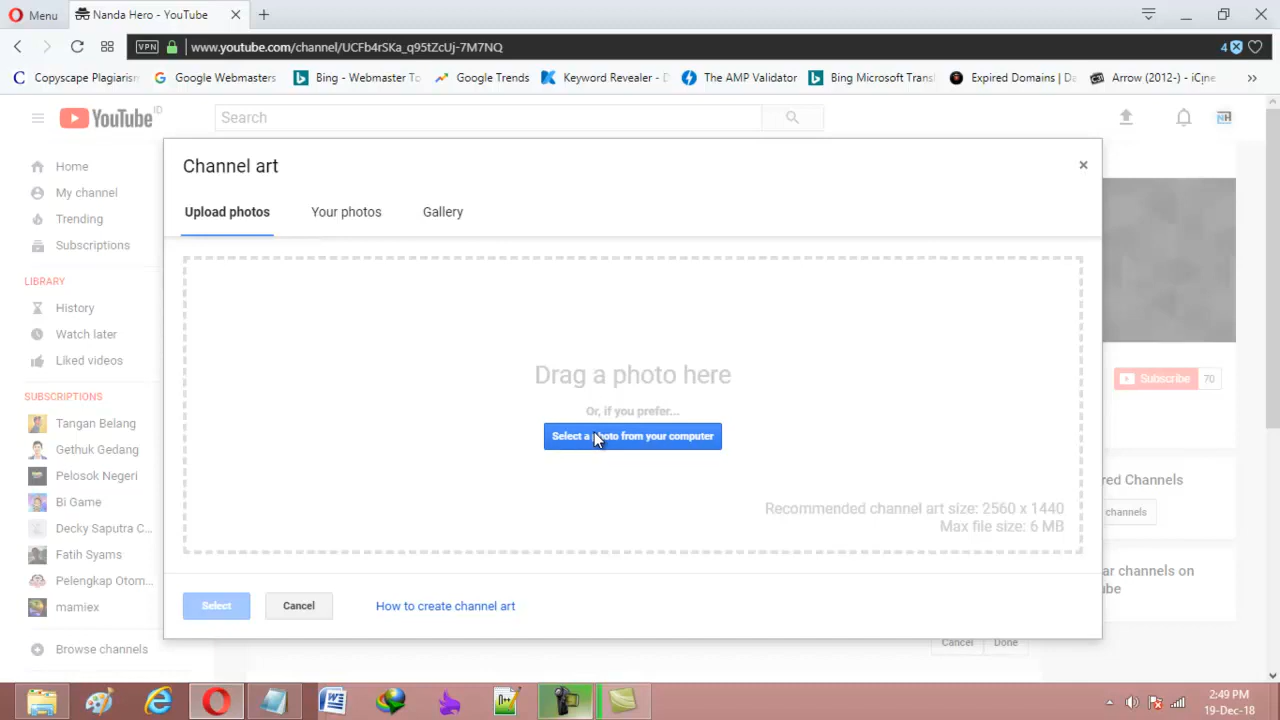 Menu
Nanda Hero - YouTube
VPN
www.youtube.com/channel/UCFb4rSKa_q95tZcUj-7M7NQ
4
Copyscape Plagiarism
Google Webmasters
Bing - Webmaster To
Google Trends
Keyword Revealer - D
The AMP Validator
Bing Microsoft Trans
Expired Domains | Da
Arrow (2012-) - iCine
YouTube ID
Search
NH
Home
My channel
Trending
Subscriptions
LIBRARY
History
Watch later
Liked videos
SUBSCRIPTIONS
Tangan Belang
Gethuk Gedang
Pelosok Negeri
Bi Game
Decky Saputra C...
Fatih Syams
Pelengkap Otom...
mamiex
Browse channels
Channel art
Upload photos
Your photos
Gallery
Drag a photo here
Or, if you prefer...
Select a photo from your computer
Recommended channel art size: 2560 x 1440
Max file size: 6 MB
Select
Cancel
How to create channel art
Subscribe
70
red Channels
channels
ar channels on
ube
Cancel
Done
2:49 PM
19-Dec-18